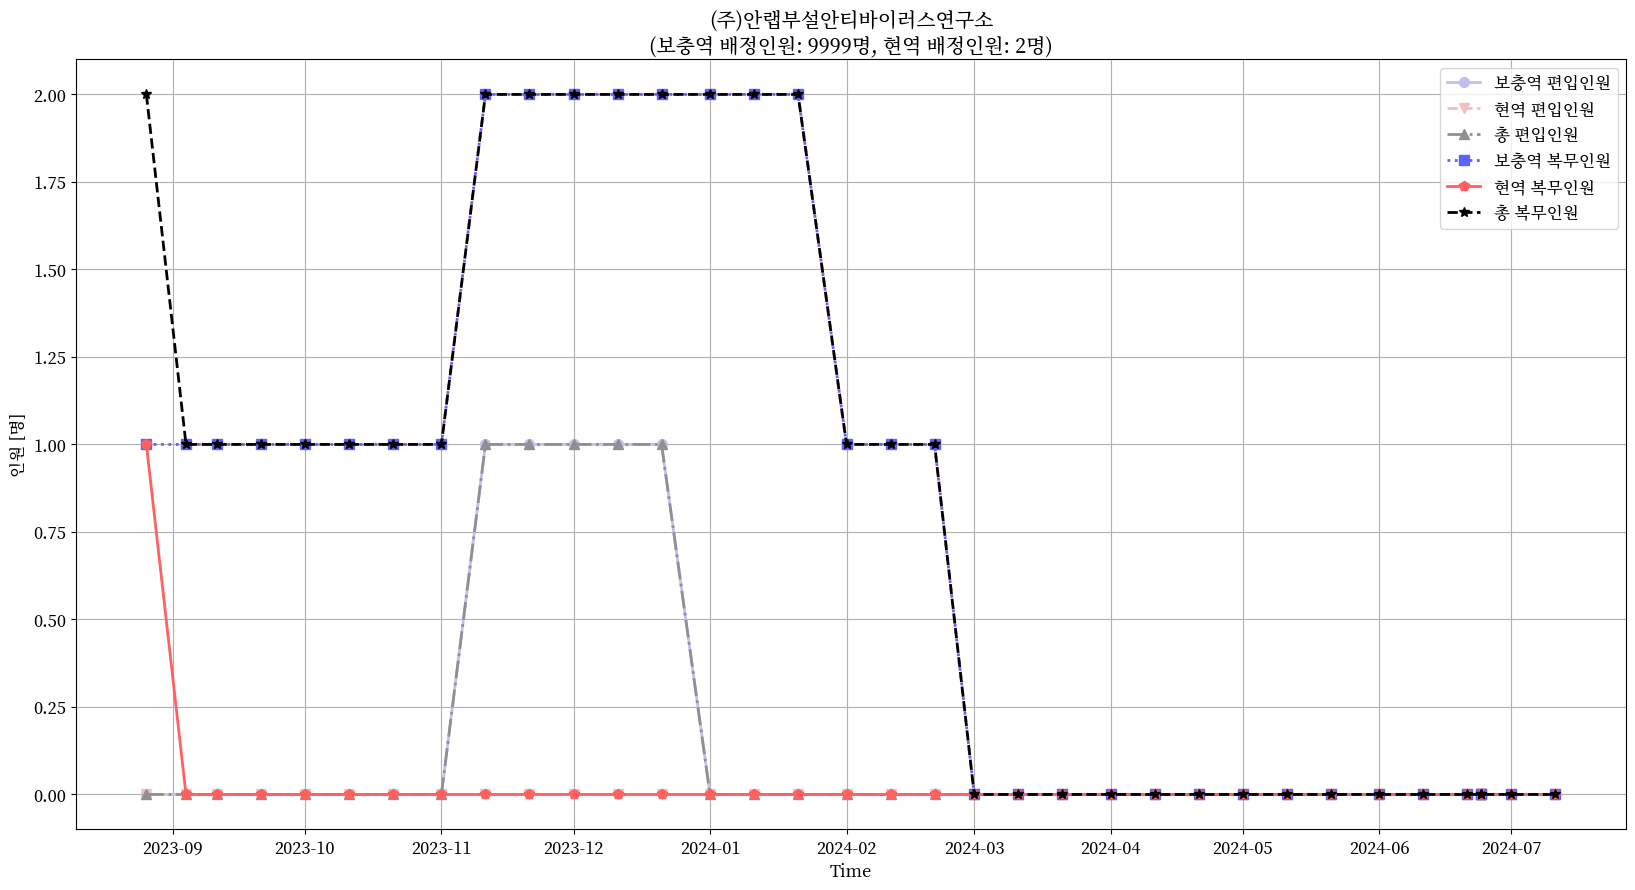 (주)안랩부설안티바이러스연구소
(보충역 배정인원: 9999명, 현역 배정인원: 2명)
보충역 편입인원
현역 편입인원
총 편입인원
보충역 복무인원
현역 복무인원
총 복무인원
2.00
1.75
1.50
1.25
1.00
0.75
0.50
0.25
0.00
인원 [명]
2023-09 2023-10 2023-11 2023-12 2024-01 2024-02 2024-03 2024-04 2024-05 2024-06 2024-07
Time